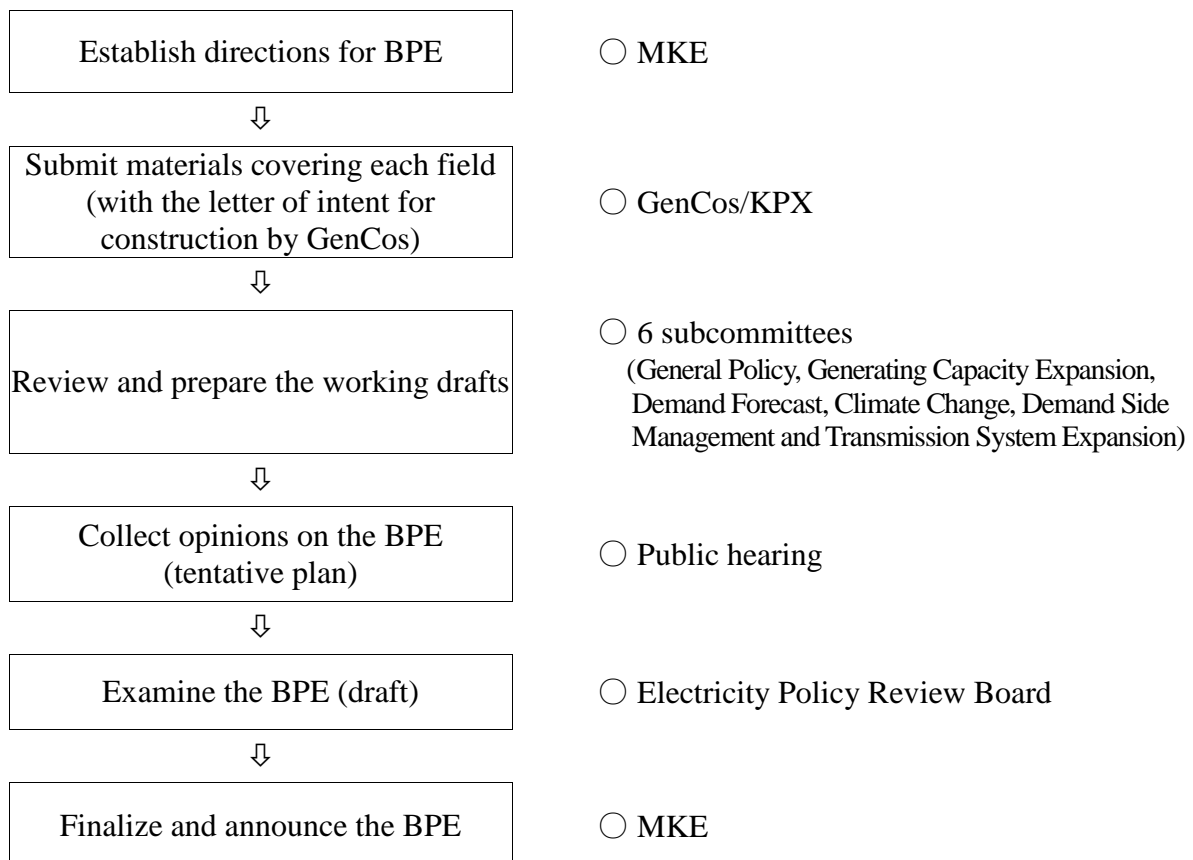 Establish directions for BPE
○ MKE
⇩
Submit materials covering each field
(with the letter of intent for
construction by GenCos)
○ GenCos/KPX
⇩
Review and prepare the working drafts
○ 6 subcommittees
(General Policy, Generating Capacity Expansion,
Demand Forecast, Climate Change, Demand Side
Management and Transmission System Expansion)
⇩
Collect opinions on the BPE
(tentative plan)
○ Public hearing
⇩
Examine the BPE (draft)
○ Electricity Policy Review Board
⇩
Finalize and announce the BPE
○ MKE